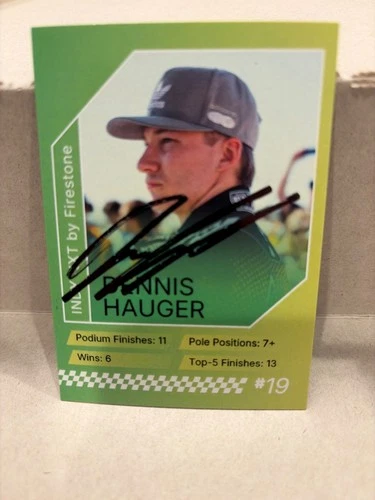 INDY NXT by Firestone
DENNIS
HAUGER
Podium Finishes: 11
Pole Positions: 7+
Wins: 6
Top-5 Finishes: 13
#19